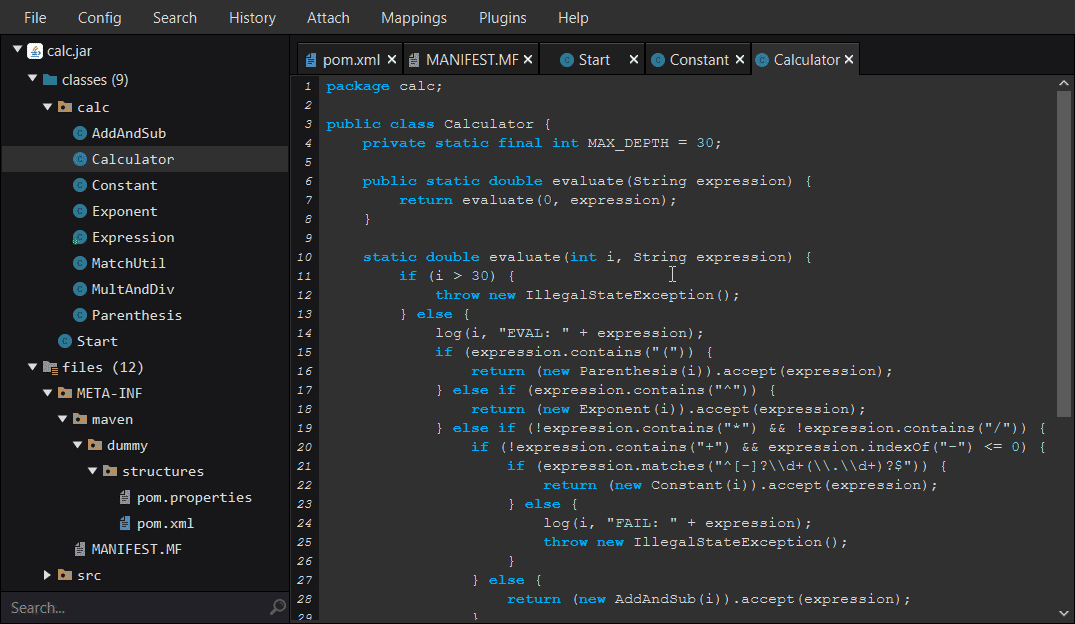 File Config Search History Attach Mappings Plugins Help
calc.jar
classes (9)
calc
AddAndSub
Calculator
Constant
Exponent
Expression
MatchUtil
MultAndDiv
Parenthesis
Start
files (12)
META-INF
maven
dummy
structures
pom.properties
pom.xml
MANIFEST.MF
src
Search...
pom.xml × MANIFEST.MF × Start × Constant × Calculator ×
1 package calc;
2
3 public class Calculator {
4     private static final int MAX_DEPTH = 30;
5
6     public static double evaluate(String expression) {
7         return evaluate(0, expression);
8     }
9
10     static double evaluate(int i, String expression) {
11         if (i > 30) {
12             throw new IllegalStateException();
13         } else {
14             log(i, "EVAL: " + expression);
15             if (expression.contains("(")) {
16                 return (new Parenthesis(i)).accept(expression);
17             } else if (expression.contains("^")) {
18                 return (new Exponent(i)).accept(expression);
19             } else if (!expression.contains("*") && !expression.contains("/")) {
20                 if (!expression.contains("+") && expression.indexOf("-") <= 0) {
21                     if (expression.matches("^[-]?\\d+(\\.\\d+)?$")) {
22                         return (new Constant(i)).accept(expression);
23                     } else {
24                         log(i, "FAIL: " + expression);
25                         throw new IllegalStateException();
26                     }
27                 } else {
28                     return (new AddAndSub(i)).accept(expression);
29                 }